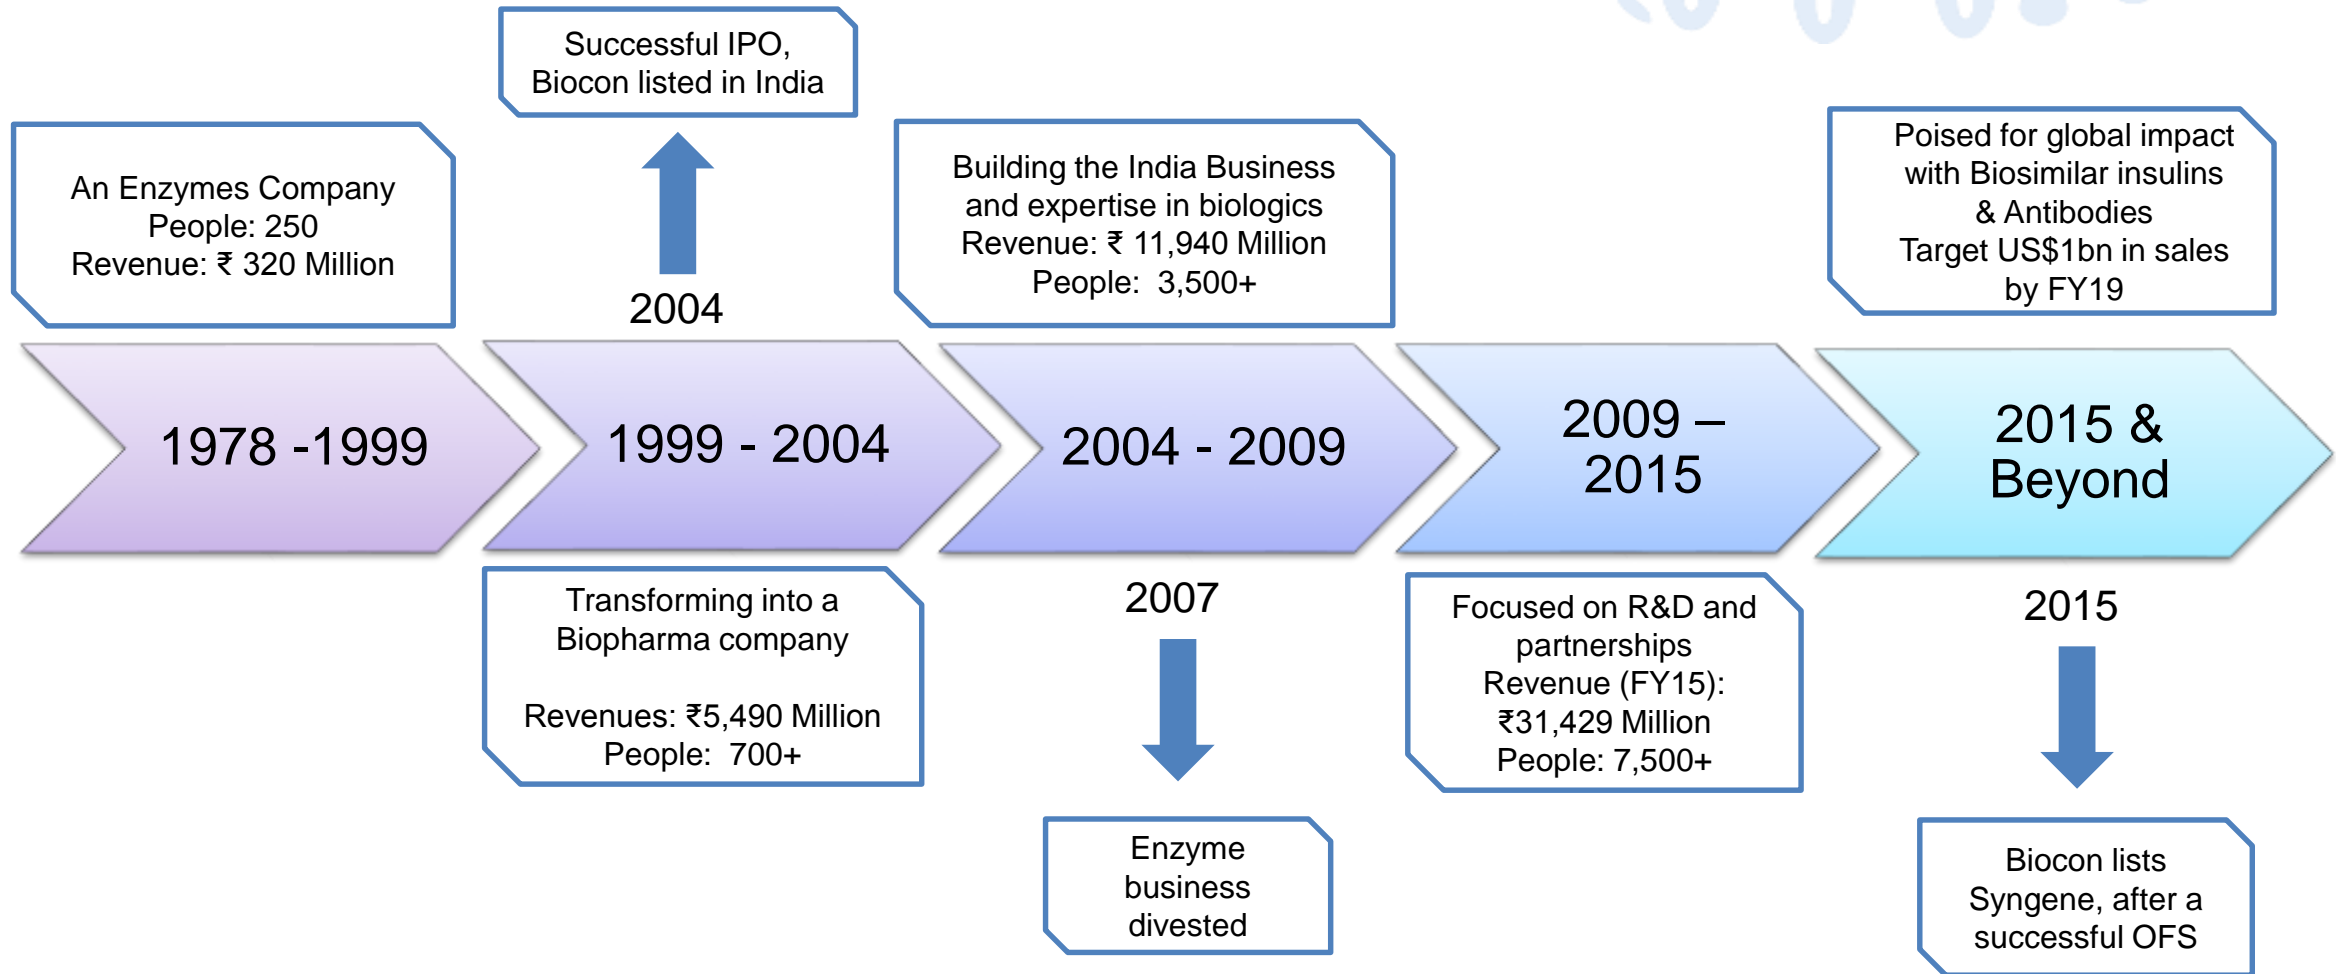 Successful IPO,
Biocon listed in India
An Enzymes Company
People: 250
Revenue: ₹ 320 Million
2004
Building the India Business
and expertise in biologics
Revenue: ₹ 11,940 Million
People:  3,500+
Poised for global impact
with Biosimilar insulins
& Antibodies
Target US$1bn in sales
by FY19
1978 -1999
1999 - 2004
2004 - 2009
2009 –
2015
2015 &
Beyond
Transforming into a
Biopharma company
Revenues: ₹5,490 Million
People:  700+
2007
Enzyme
business
divested
Focused on R&D and
partnerships
Revenue (FY15):
₹31,429 Million
People: 7,500+
2015
Biocon lists
Syngene, after a
successful OFS